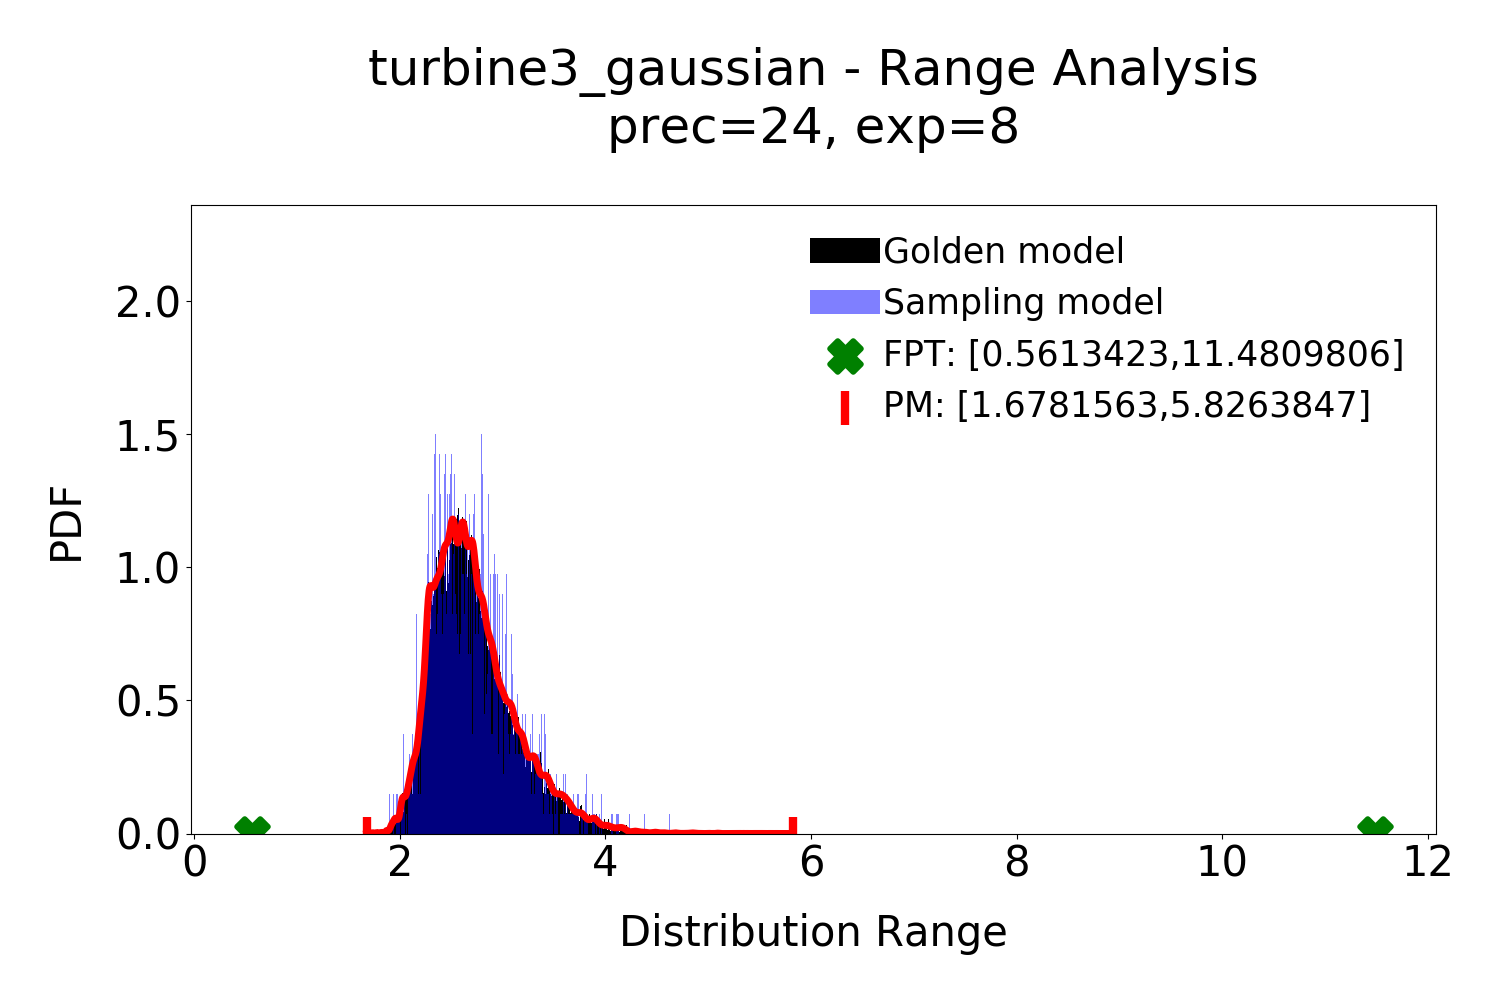 turbine3_gaussian - Range Analysis
prec=24, exp=8
Golden model
Sampling model
FPT: [0.5613423,11.4809806]
PM: [1.6781563,5.8263847]
PDF
2.0
1.5
1.0
0.5
0.0
0 2 4 6 8 10 12
Distribution Range